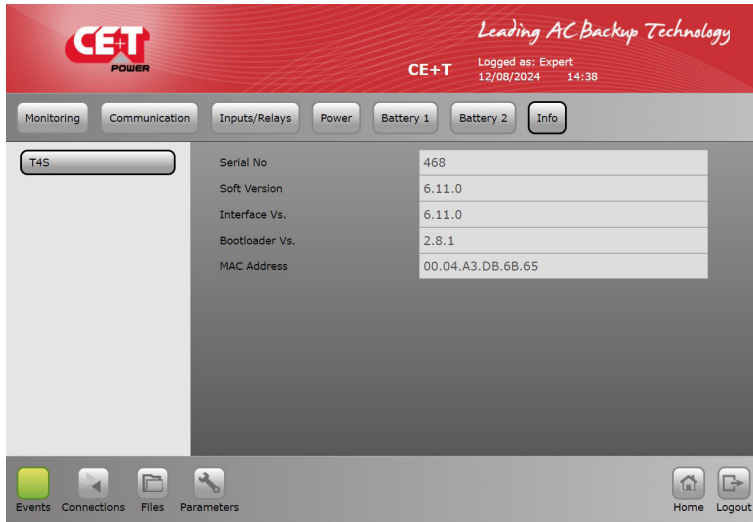 CE+T
POWER
Leading AC Backup Technology
CE+T
Logged as: Expert
12/08/2024 14:38
Monitoring
Communication
Inputs/Relays
Power
Battery 1
Battery 2
Info
T4S
Serial No 468
Soft Version 6.11.0
Interface Vs. 6.11.0
Bootloader Vs. 2.8.1
MAC Address 00.04.A3.DB.6B.65
Events
Connections
Files
Parameters
Home
Logout